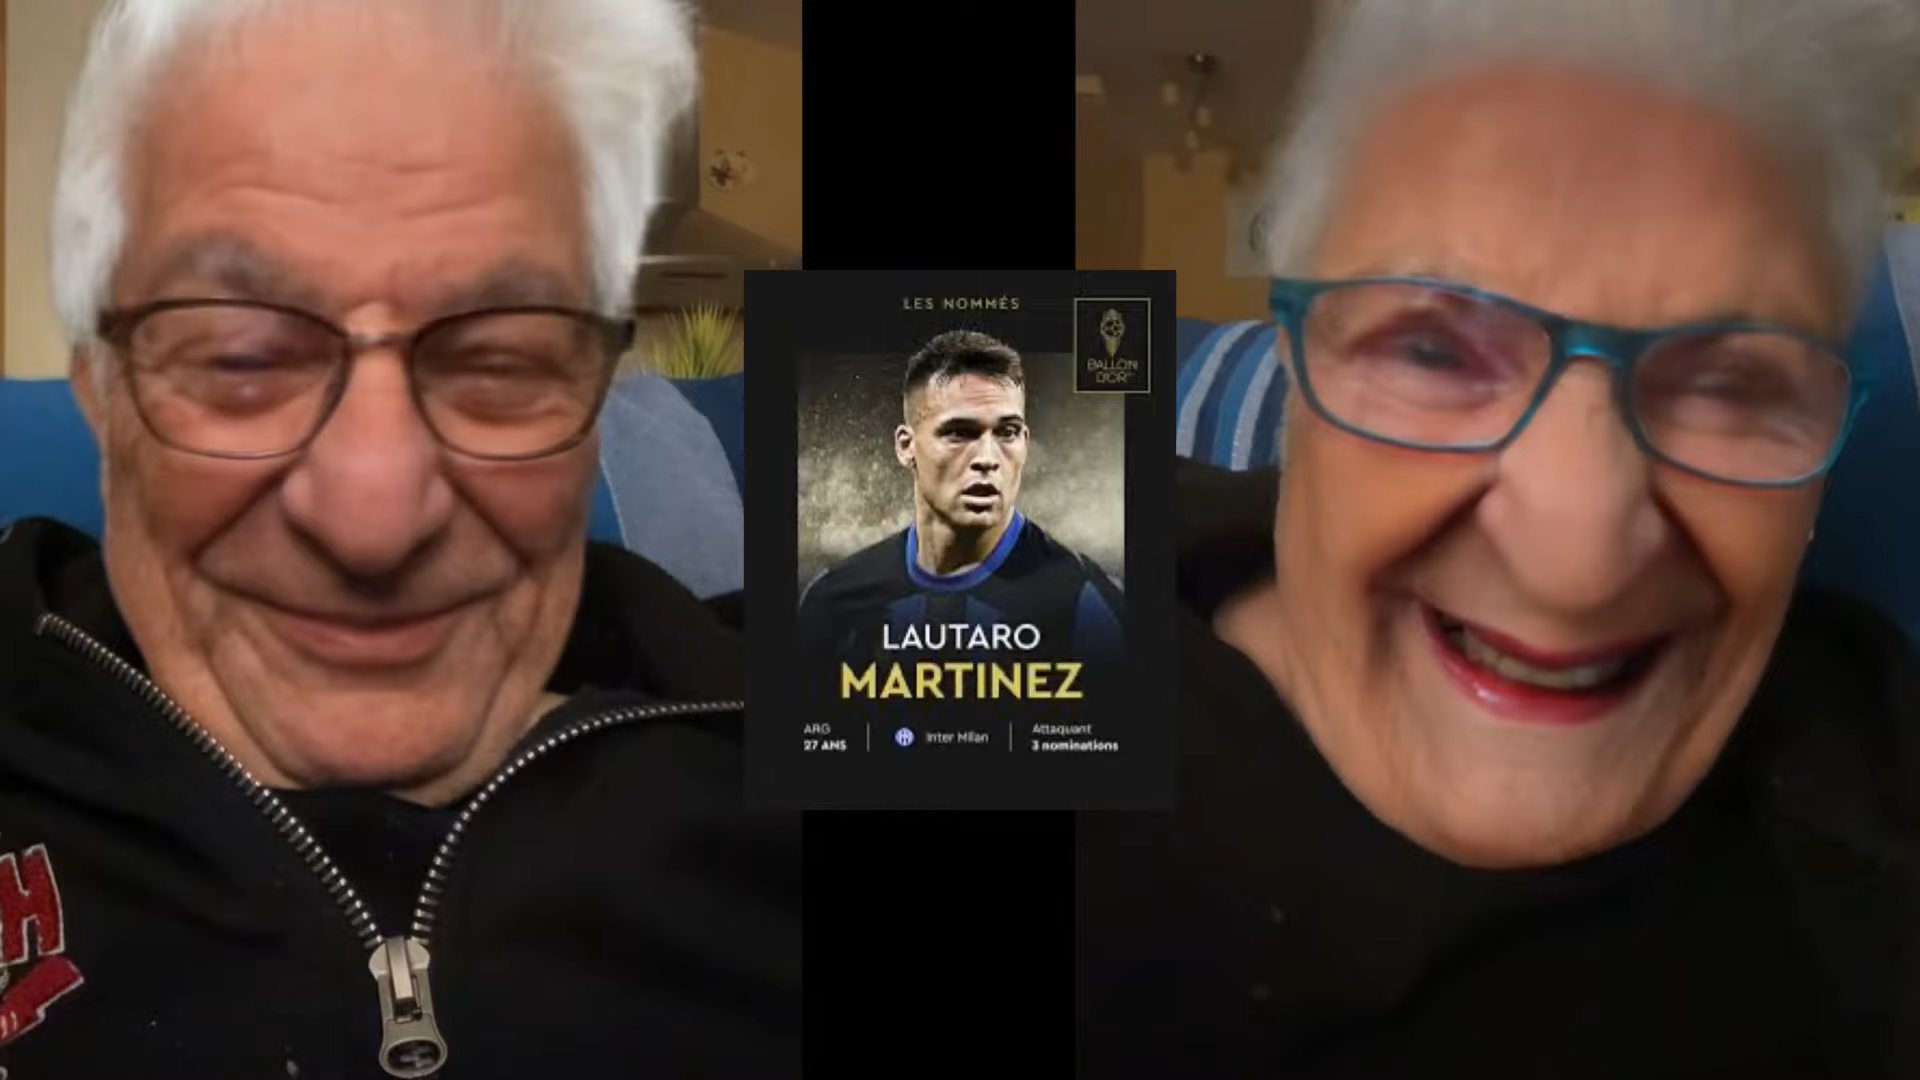 LES NOMMÉS
BALLON
D'OR
LAUTARO
MARTINEZ
ARG
27 ANS
Inter Milan
Attaquant
3 nominations
H